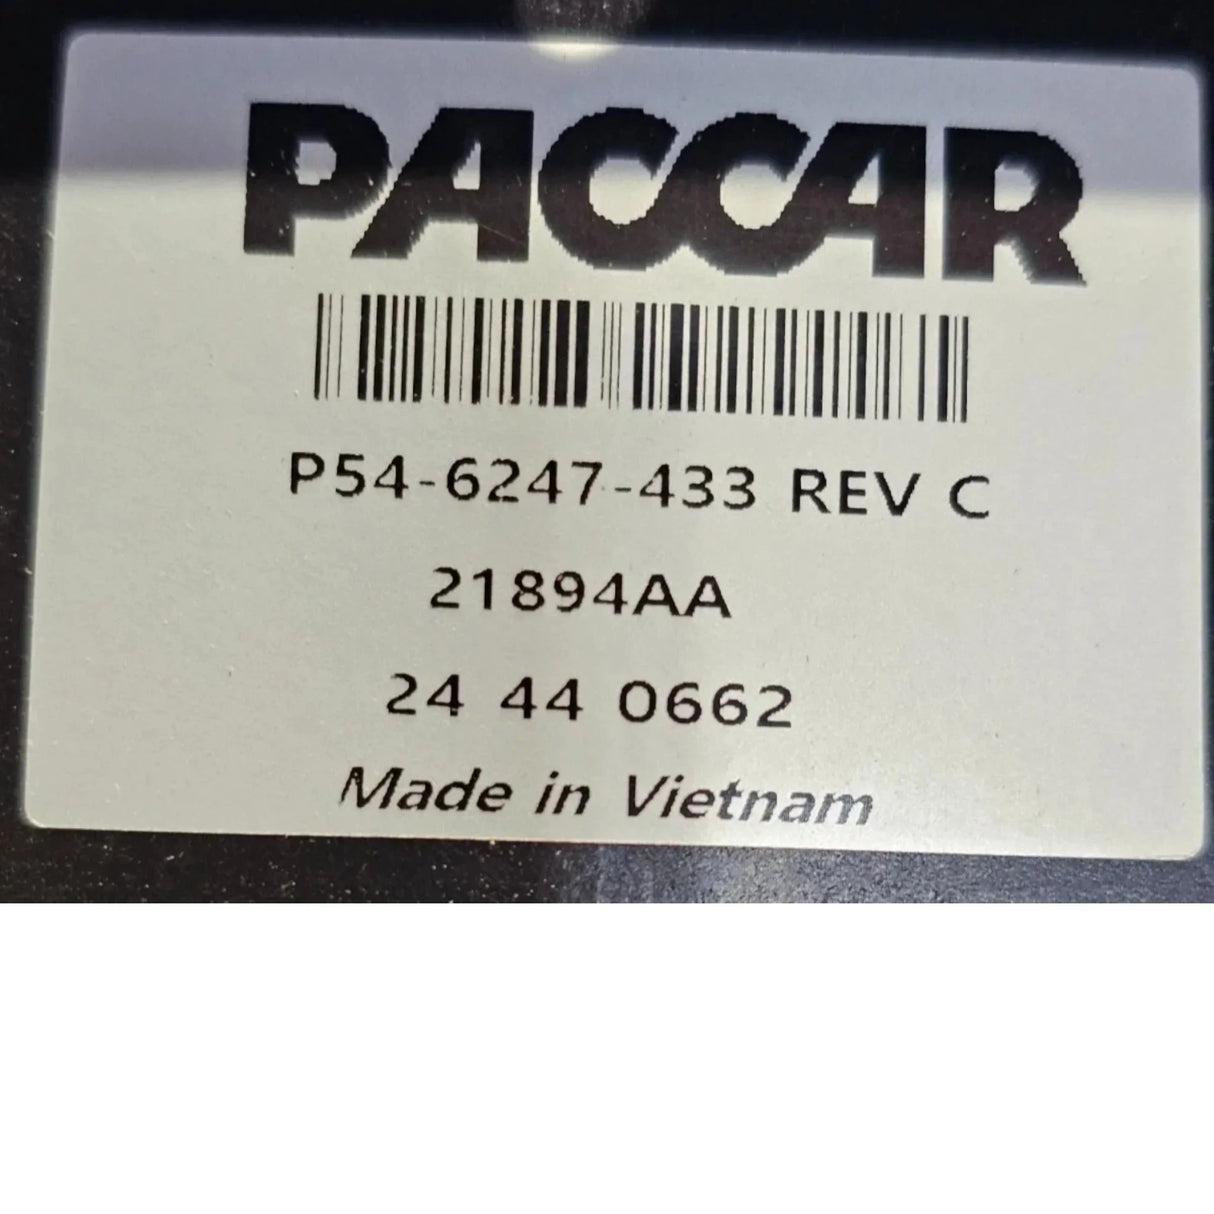 PACCAR
P54-6247-433 REV C
21894AA
24 44 0662
Made in Vietnam